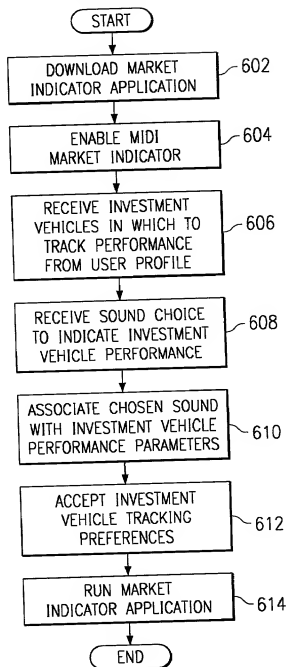 START
DOWNLOAD MARKET
INDICATOR APPLICATION
602
ENABLE MIDI
MARKET INDICATOR
604
RECEIVE INVESTMENT
VEHICLES IN WHICH TO
TRACK PERFORMANCE
FROM USER PROFILE
606
RECEIVE SOUND CHOICE
TO INDICATE INVESTMENT
VEHICLE PERFORMANCE
608
ASSOCIATE CHOSEN SOUND
WITH INVESTMENT VEHICLE
PERFORMANCE PARAMETERS
610
ACCEPT INVESTMENT
VEHICLE TRACKING
PREFERENCES
612
RUN MARKET
INDICATOR APPLICATION
614
END